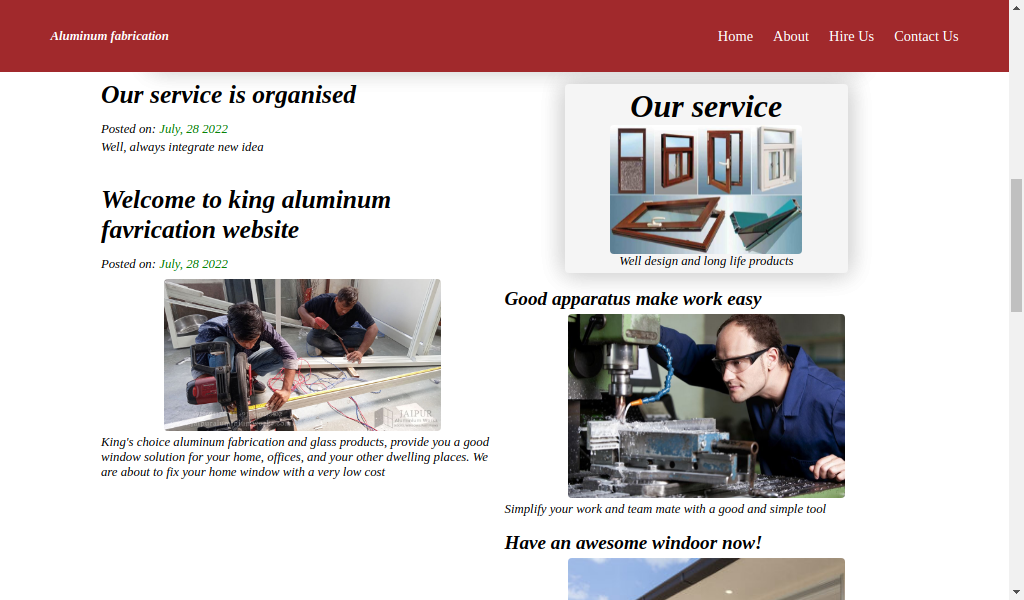 Aluminum fabrication
Home About Hire Us Contact Us
Our service is organised
Posted on: July, 28 2022
Well, always integrate new idea
Welcome to king aluminum
favrication website
Posted on: July, 28 2022
JAIPUR
King's choice aluminum fabrication and glass products, provide you a good
window solution for your home, offices, and your other dwelling places. We
are about to fix your home window with a very low cost
Our service
Well design and long life products
Good apparatus make work easy
Simplify your work and team mate with a good and simple tool
Have an awesome windoor now!